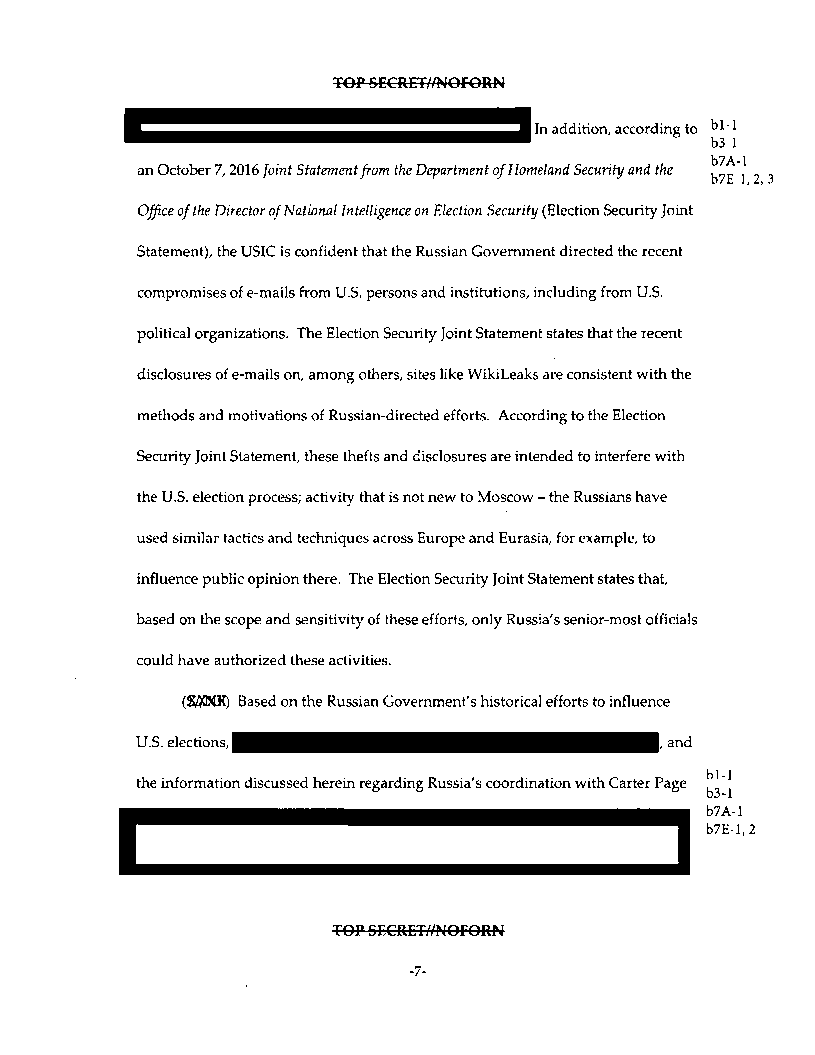 TOP SECRET//NOFORN
In addition, according to
b1-1
b3-1
b7A-1
b7E-1, 2, 3
an October 7, 2016 Joint Statement from the Department of Homeland Security and the
Office of the Director of National Intelligence on Election Security (Election Security Joint
Statement), the USIC is confident that the Russian Government directed the recent
compromises of e-mails from U.S. persons and institutions, including from U.S.
political organizations. The Election Security Joint Statement states that the recent
disclosures of e-mails on, among others, sites like WikiLeaks are consistent with the
methods and motivations of Russian-directed efforts. According to the Election
Security Joint Statement, these thefts and disclosures are intended to interfere with
the U.S. election process; activity that is not new to Moscow – the Russians have
used similar tactics and techniques across Europe and Eurasia, for example, to
influence public opinion there. The Election Security Joint Statement states that,
based on the scope and sensitivity of these efforts, only Russia's senior-most officials
could have authorized these activities.
Based on the Russian Government's historical efforts to influence
U.S. elections, , and
the information discussed herein regarding Russia's coordination with Carter Page
b1-1
b3-1
b7A-1
b7E-1, 2
TOP SECRET//NOFORN
-7-